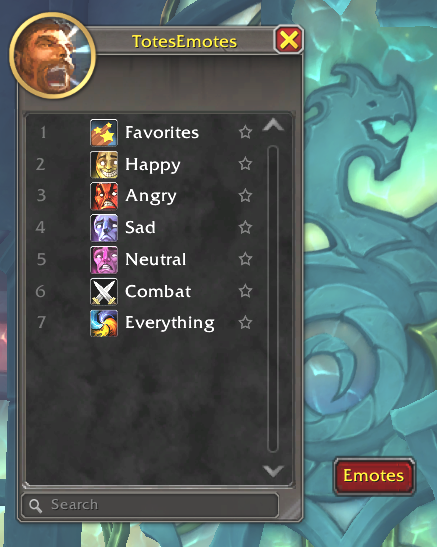 TotesEmotes
1 Favorites
2 Happy
3 Angry
4 Sad
5 Neutral
6 Combat
7 Everything
Emotes
Search